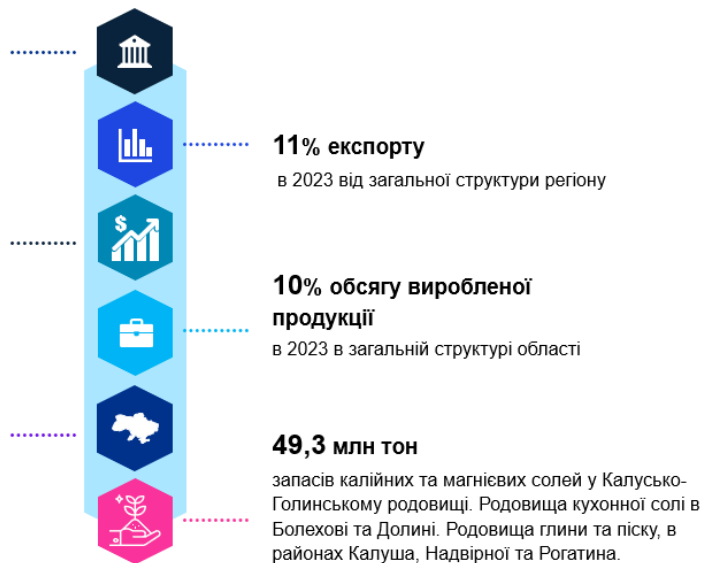 11% експорту
в 2023 від загальної структури регіону
$
10% обсягу виробленої
продукції
в 2023 в загальній структурі області
49,3 млн тон
запасів калійних та магнієвих солей у Калусько-
Голинському родовищі. Родовища кухонної солі в
Болехові та Долині. Родовища глини та піску, в
районах Калуша, Надвірної та Рогатина.